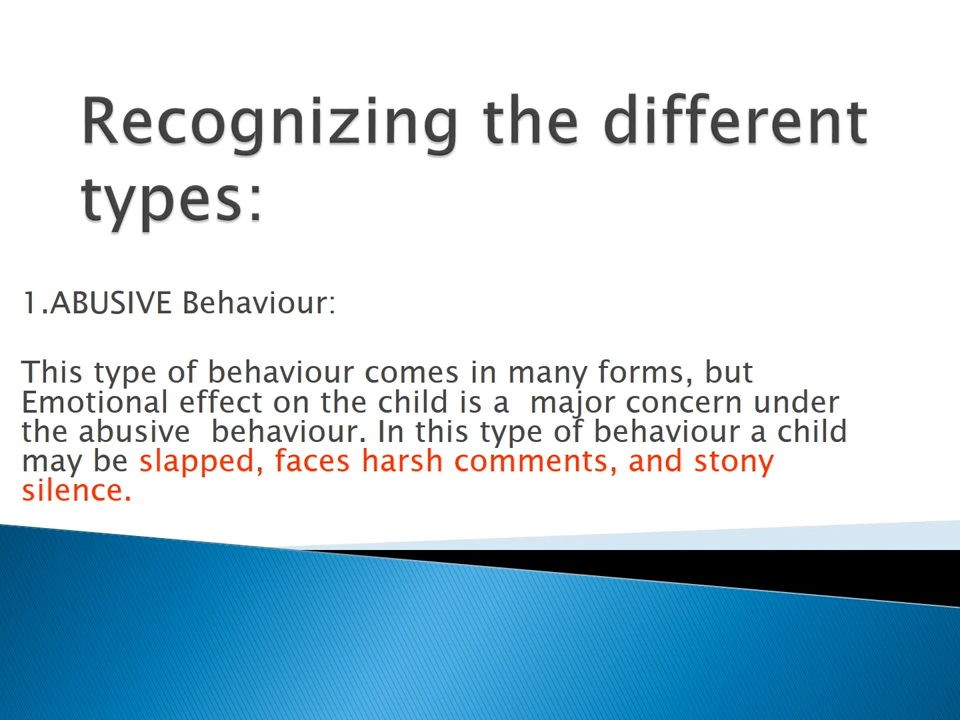 Recognizing the different
types:
1.ABUSIVE Behaviour:
This type of behaviour comes in many forms, but
Emotional effect on the child is a  major concern under
the abusive  behaviour. In this type of behaviour a child
may be slapped, faces harsh comments, and stony
silence.